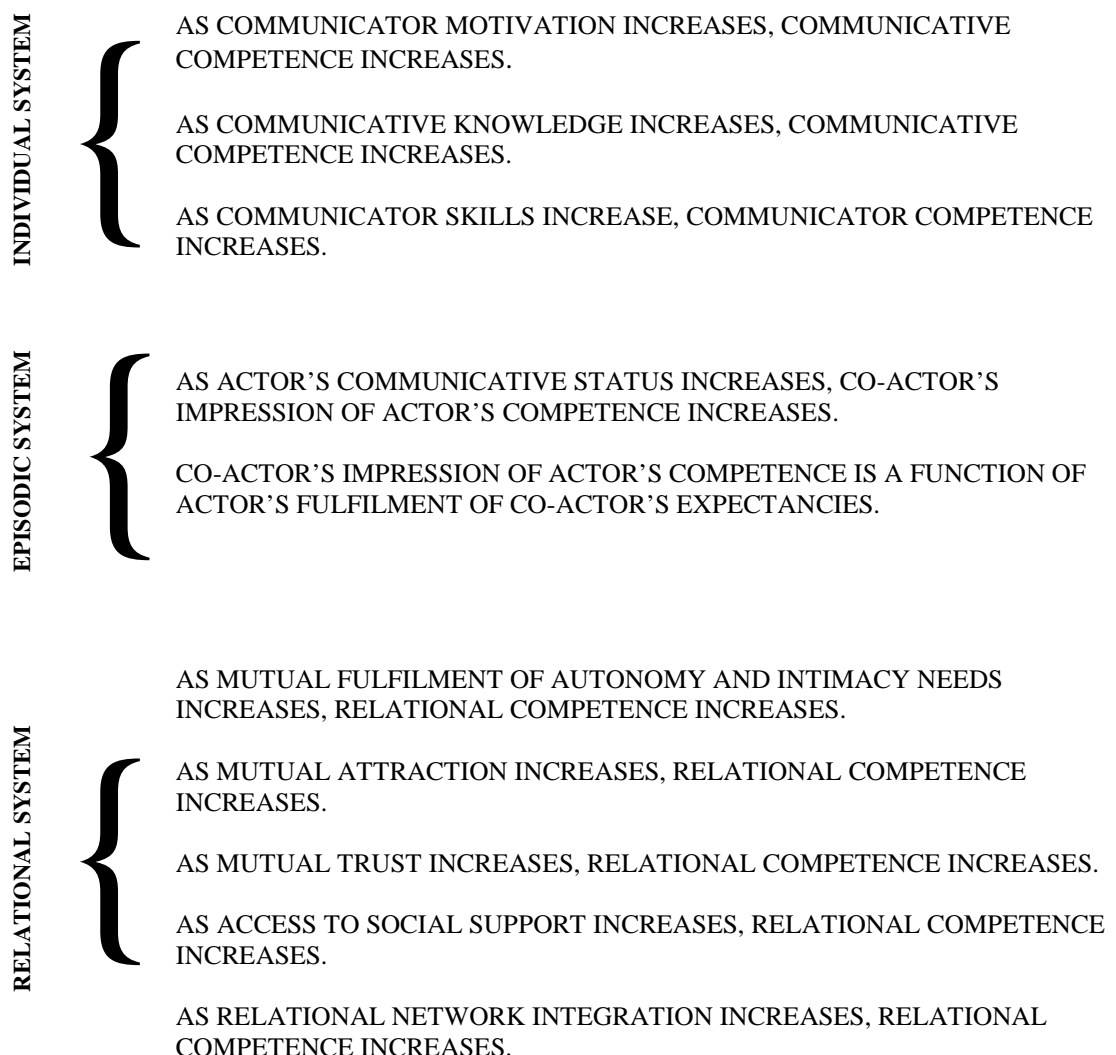 INDIVIDUAL SYSTEM
AS COMMUNICATOR MOTIVATION INCREASES, COMMUNICATIVE
COMPETENCE INCREASES.
AS COMMUNICATIVE KNOWLEDGE INCREASES, COMMUNICATIVE
COMPETENCE INCREASES.
AS COMMUNICATOR SKILLS INCREASE, COMMUNICATOR COMPETENCE
INCREASES.
EPISODIC SYSTEM
AS ACTOR'S COMMUNICATIVE STATUS INCREASES, CO-ACTOR'S
IMPRESSION OF ACTOR'S COMPETENCE INCREASES.
CO-ACTOR'S IMPRESSION OF ACTOR'S COMPETENCE IS A FUNCTION OF
ACTOR'S FULFILMENT OF CO-ACTOR'S EXPECTANCIES.
RELATIONAL SYSTEM
AS MUTUAL FULFILMENT OF AUTONOMY AND INTIMACY NEEDS
INCREASES, RELATIONAL COMPETENCE INCREASES.
AS MUTUAL ATTRACTION INCREASES, RELATIONAL COMPETENCE
INCREASES.
AS MUTUAL TRUST INCREASES, RELATIONAL COMPETENCE INCREASES.
AS ACCESS TO SOCIAL SUPPORT INCREASES, RELATIONAL COMPETENCE
INCREASES.
AS RELATIONAL NETWORK INTEGRATION INCREASES, RELATIONAL
COMPETENCE INCREASES.